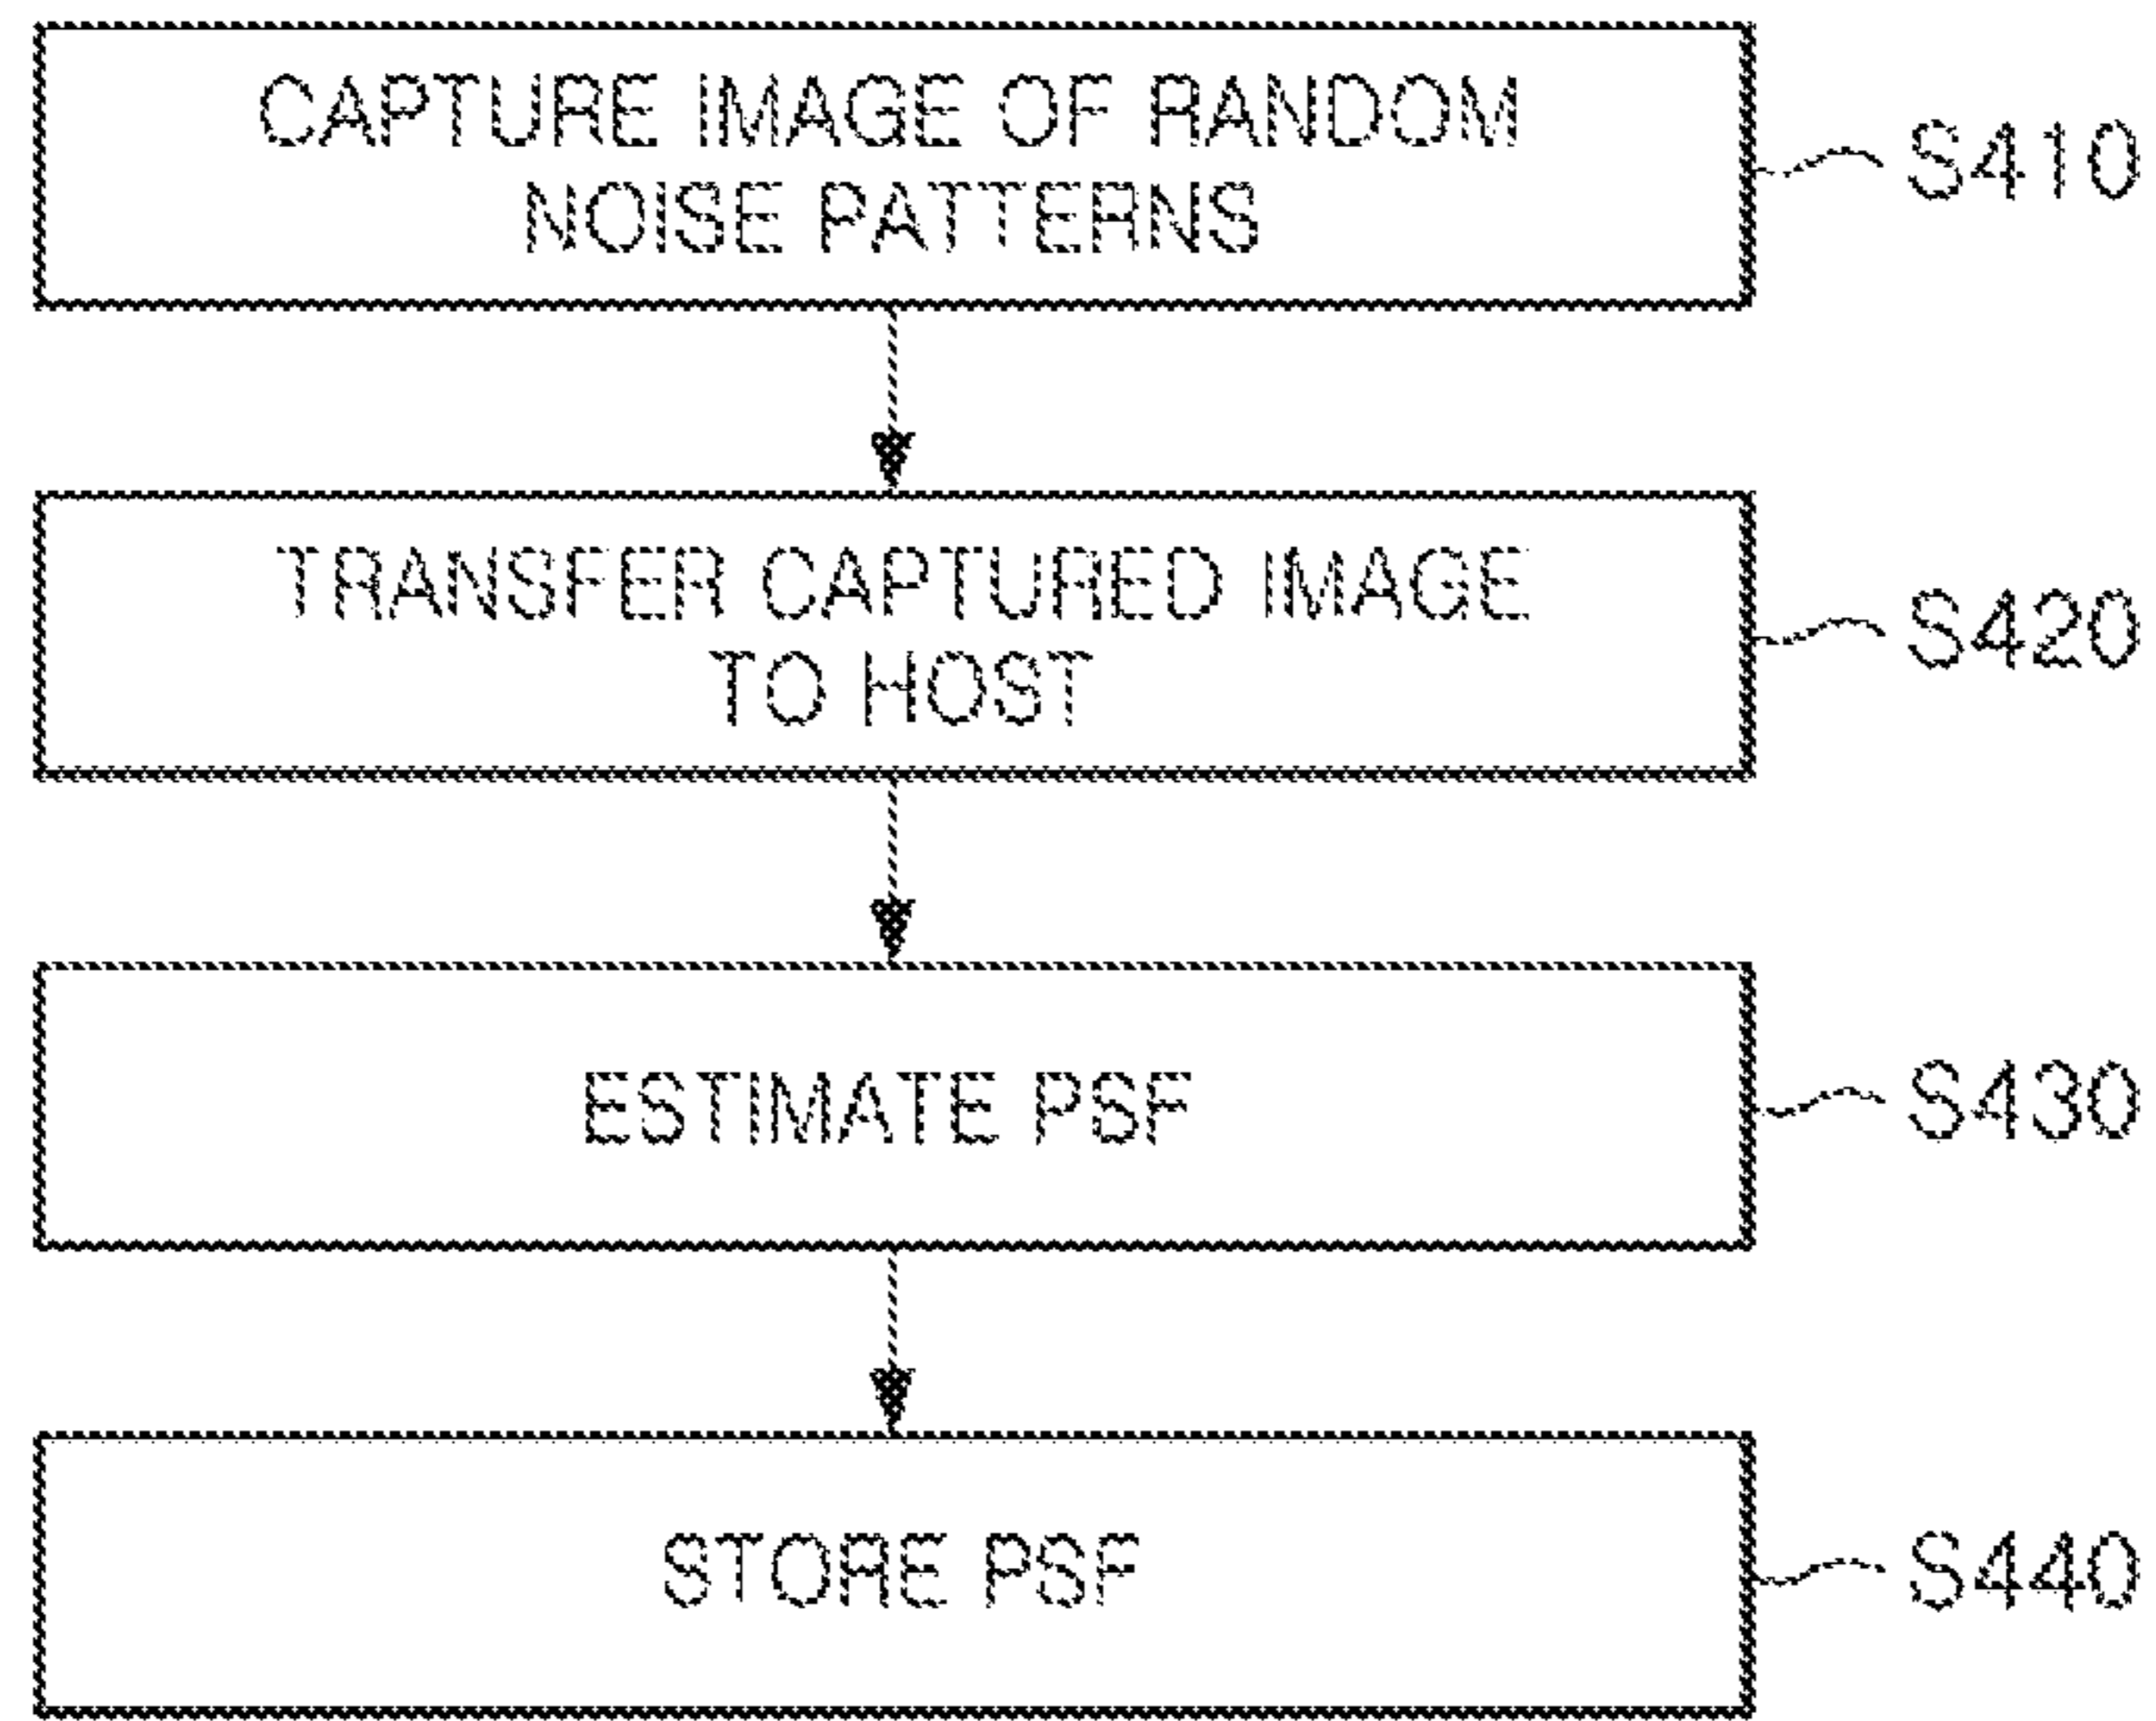 CAPTURE IMAGE OF RANDOM
NOISE PATTERNS
S410
TRANSFER CAPTURED IMAGE
TO HOST
S420
ESTIMATE PSF
S430
STORE PSF
S440